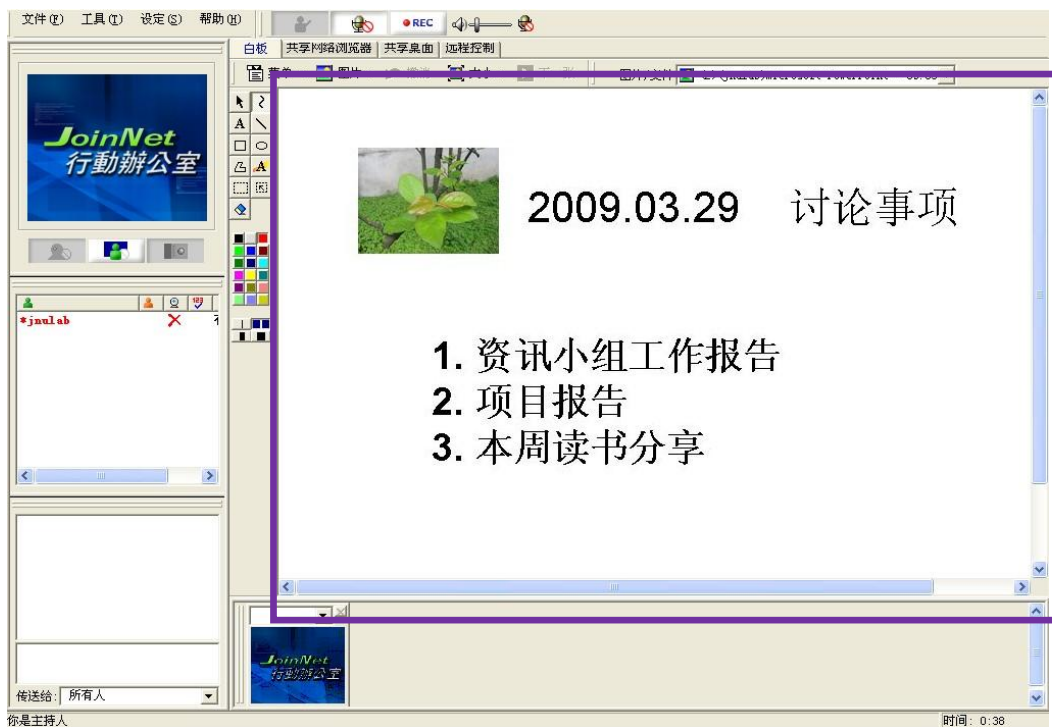 文件(F) 工具(T) 设定(S) 帮助(H)
REC
白板 共享网络浏览器 共享桌面 远程控制
JoinNet
行動辦公室
A
A
2009.03.29 讨论事项
*jnulab
1. 资讯小组工作报告
2. 项目报告
3. 本周读书分享
JoinNet
行動辦公室
传送给: 所有人
你是主持人
时间: 0:38